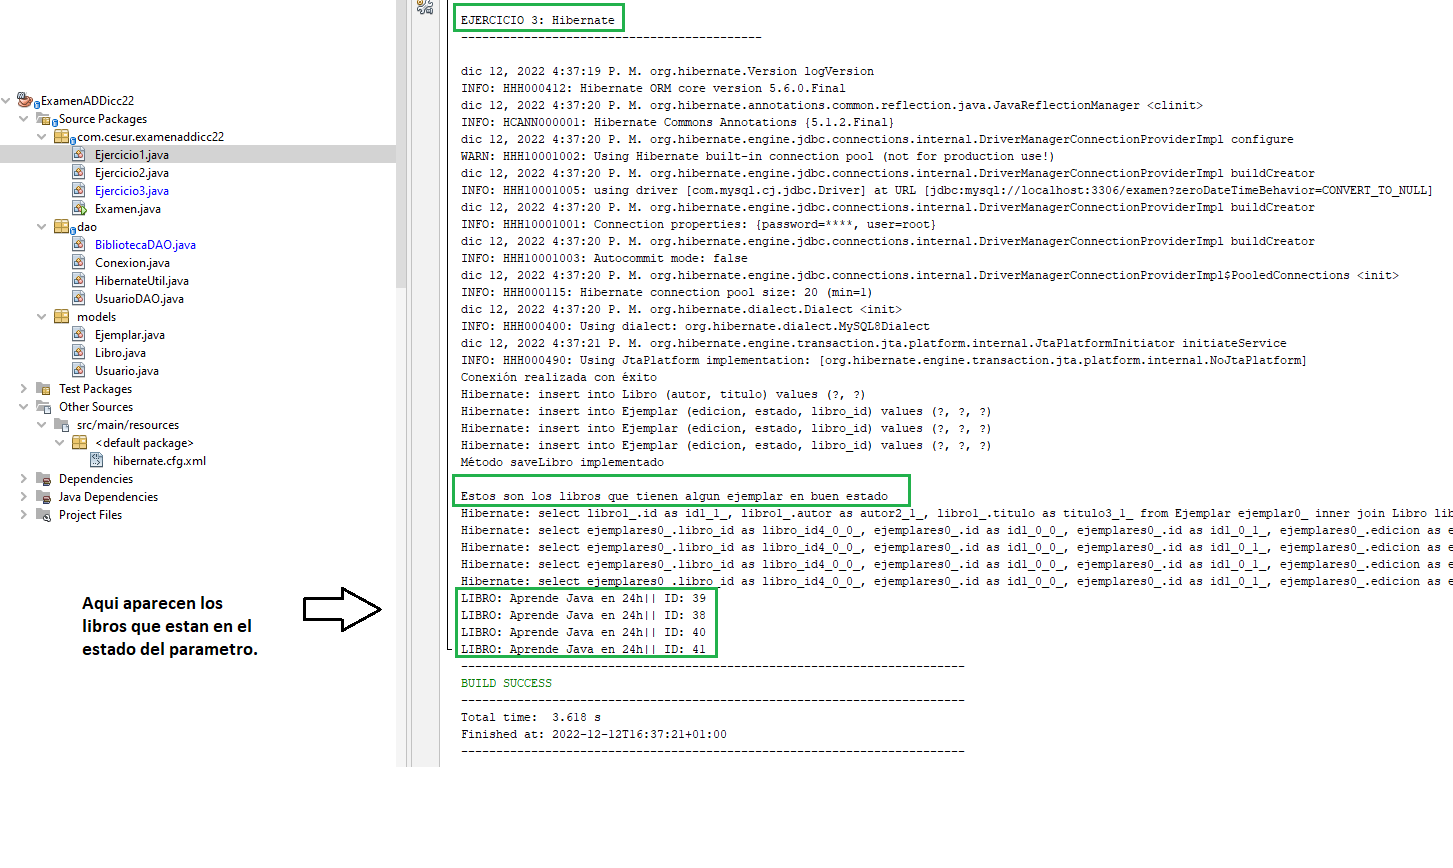 ExamenADDicc22
Source Packages
com.cesur.examenaddicc22
Ejercicio1.java
Ejercicio2.java
Ejercicio3.java
Examen.java
dao
BibliotecaDAO.java
Conexion.java
HibernateUtil.java
UsuarioDAO.java
models
Ejemplar.java
Libro.java
Usuario.java
Test Packages
Other Sources
src/main/resources
<default package>
hibernate.cfg.xml
Dependencies
Java Dependencies
Project Files
Aqui aparecen los
libros que estan en el
estado del parametro.
EJERCICIO 3: Hibernate
-------------------------------------------
dic 12, 2022 4:37:19 P. M. org.hibernate.Version logVersion
INFO: HHH000412: Hibernate ORM core version 5.6.0.Final
dic 12, 2022 4:37:20 P. M. org.hibernate.annotations.common.reflection.java.JavaReflectionManager <clinit>
INFO: HCANN000001: Hibernate Commons Annotations {5.1.2.Final}
dic 12, 2022 4:37:20 P. M. org.hibernate.engine.jdbc.connections.internal.DriverManagerConnectionProviderImpl configure
WARN: HHH10001002: Using Hibernate built-in connection pool (not for production use!)
dic 12, 2022 4:37:20 P. M. org.hibernate.engine.jdbc.connections.internal.DriverManagerConnectionProviderImpl buildCreator
INFO: HHH10001005: using driver [com.mysql.cj.jdbc.Driver] at URL [jdbc:mysql://localhost:3306/examen?zeroDateTimeBehavior=CONVERT_TO_NULL]
dic 12, 2022 4:37:20 P. M. org.hibernate.engine.jdbc.connections.internal.DriverManagerConnectionProviderImpl buildCreator
INFO: HHH10001001: Connection properties: {password=****, user=root}
dic 12, 2022 4:37:20 P. M. org.hibernate.engine.jdbc.connections.internal.DriverManagerConnectionProviderImpl buildCreator
INFO: HHH10001003: Autocommit mode: false
dic 12, 2022 4:37:20 P. M. org.hibernate.engine.jdbc.connections.internal.DriverManagerConnectionProviderImpl$PooledConnections <init>
INFO: HHH000115: Hibernate connection pool size: 20 (min=1)
dic 12, 2022 4:37:20 P. M. org.hibernate.dialect.Dialect <init>
INFO: HHH000400: Using dialect: org.hibernate.dialect.MySQL8Dialect
dic 12, 2022 4:37:21 P. M. org.hibernate.engine.transaction.jta.platform.internal.JtaPlatformInitiator initiateService
INFO: HHH000490: Using JtaPlatform implementation: [org.hibernate.engine.transaction.jta.platform.internal.NoJtaPlatform]
Conexión realizada con éxito
Hibernate: insert into Libro (autor, titulo) values (?, ?)
Hibernate: insert into Ejemplar (edicion, estado, libro_id) values (?, ?, ?)
Hibernate: insert into Ejemplar (edicion, estado, libro_id) values (?, ?, ?)
Hibernate: insert into Ejemplar (edicion, estado, libro_id) values (?, ?, ?)
Método saveLibro implementado
Estos son los libros que tienen algun ejemplar en buen estado
Hibernate: select libro1_.id as id1_1_, libro1_.autor as autor2_1_, libro1_.titulo as titulo3_1_ from Ejemplar ejemplar0_ inner join Libro lib
Hibernate: select ejemplares0_.libro_id as libro_id4_0_0_, ejemplares0_.id as id1_0_0_, ejemplares0_.id as id1_0_1_, ejemplares0_.edicion as e
Hibernate: select ejemplares0_.libro_id as libro_id4_0_0_, ejemplares0_.id as id1_0_0_, ejemplares0_.id as id1_0_1_, ejemplares0_.edicion as e
Hibernate: select ejemplares0_.libro_id as libro_id4_0_0_, ejemplares0_.id as id1_0_0_, ejemplares0_.id as id1_0_1_, ejemplares0_.edicion as e
Hibernate: select ejemplares0_.libro_id as libro_id4_0_0_, ejemplares0_.id as id1_0_0_, ejemplares0_.id as id1_0_1_, ejemplares0_.edicion as e
LIBRO: Aprende Java en 24h|| ID: 39
LIBRO: Aprende Java en 24h|| ID: 38
LIBRO: Aprende Java en 24h|| ID: 40
LIBRO: Aprende Java en 24h|| ID: 41
------------------------------------------------------------------------
BUILD SUCCESS
------------------------------------------------------------------------
Total time:  3.618 s
Finished at: 2022-12-12T16:37:21+01:00
------------------------------------------------------------------------